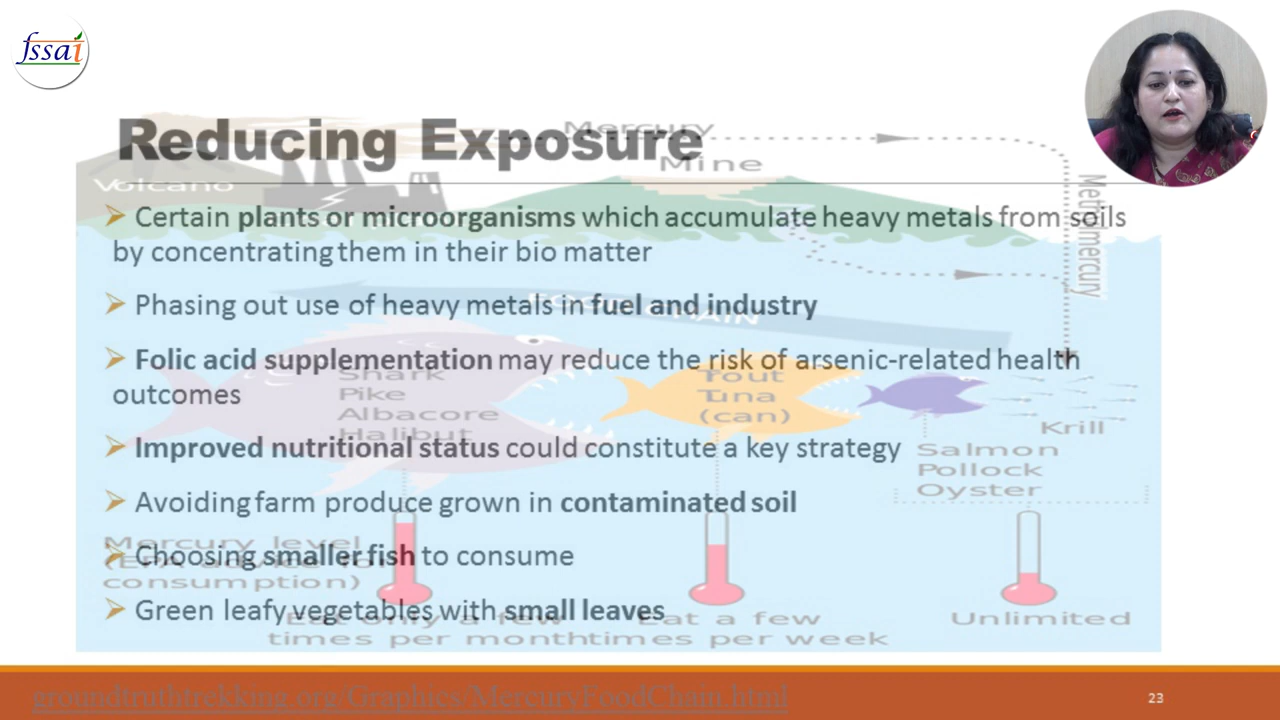 fssai
Reducing Exposure
Mercury
Mine
Volcano
Methylmercury
➢ Certain plants or microorganisms which accumulate heavy metals from soils
by concentrating them in their bio matter
➢ Phasing out use of heavy metals in fuel and industry
FOOD CHAIN
➢ Folic acid supplementation may reduce the risk of arsenic-related health
outcomes
Shark
Pike
Albacore
Halibut
Trout
Tuna
(can)
Krill
➢ Improved nutritional status could constitute a key strategy
Salmon
Pollock
Oyster
➢ Avoiding farm produce grown in contaminated soil
Mercury level
(EPA advice for
consumption)
➢ Choosing smaller fish to consume
➢ Green leafy vegetables with small leaves
Eat only a few
times per month
Eat a few
times per week
Unlimited
groundtruthtrekking.org/Graphics/MercuryFoodChain.html
23